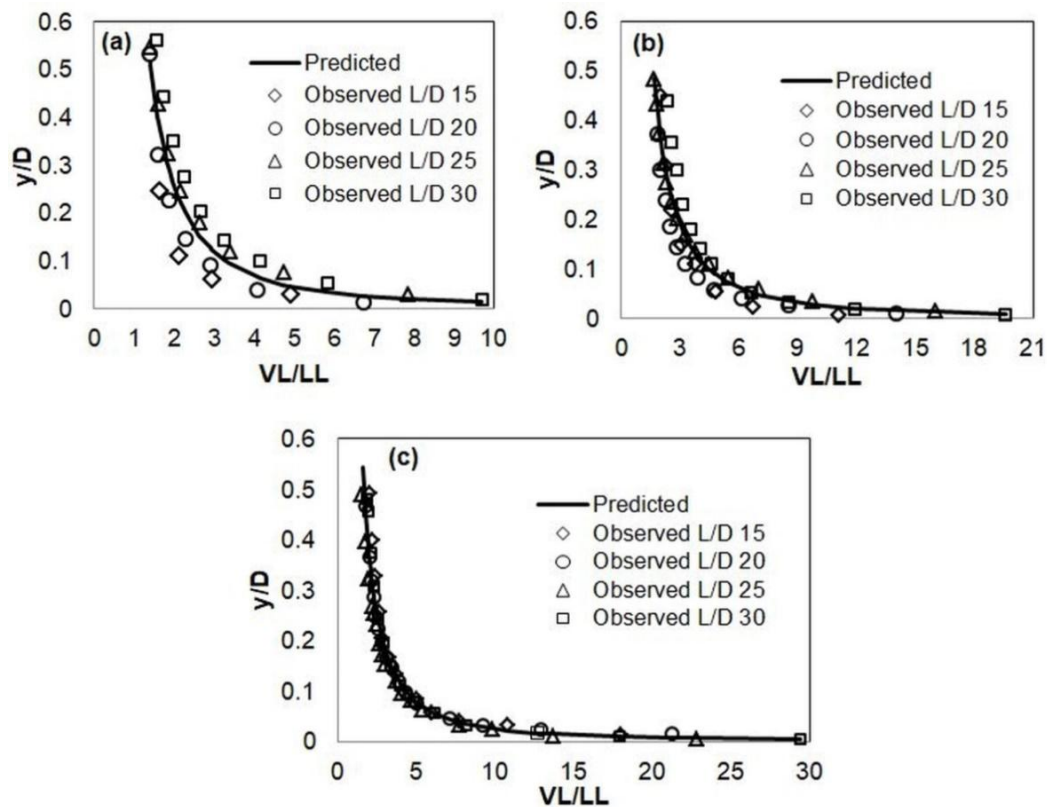 (a)
Predicted
Observed L/D 15
Observed L/D 20
Observed L/D 25
Observed L/D 30
y/D
0.6
0.5
0.4
0.3
0.2
0.1
0
0 1 2 3 4 5 6 7 8 9 10
VL/LL
(b)
Predicted
Observed L/D 15
Observed L/D 20
Observed L/D 25
Observed L/D 30
y/D
0.6
0.5
0.4
0.3
0.2
0.1
0
0 3 6 9 12 15 18 21
VL/LL
(c)
Predicted
Observed L/D 15
Observed L/D 20
Observed L/D 25
Observed L/D 30
y/D
0.6
0.5
0.4
0.3
0.2
0.1
0
0 5 10 15 20 25 30
VL/LL